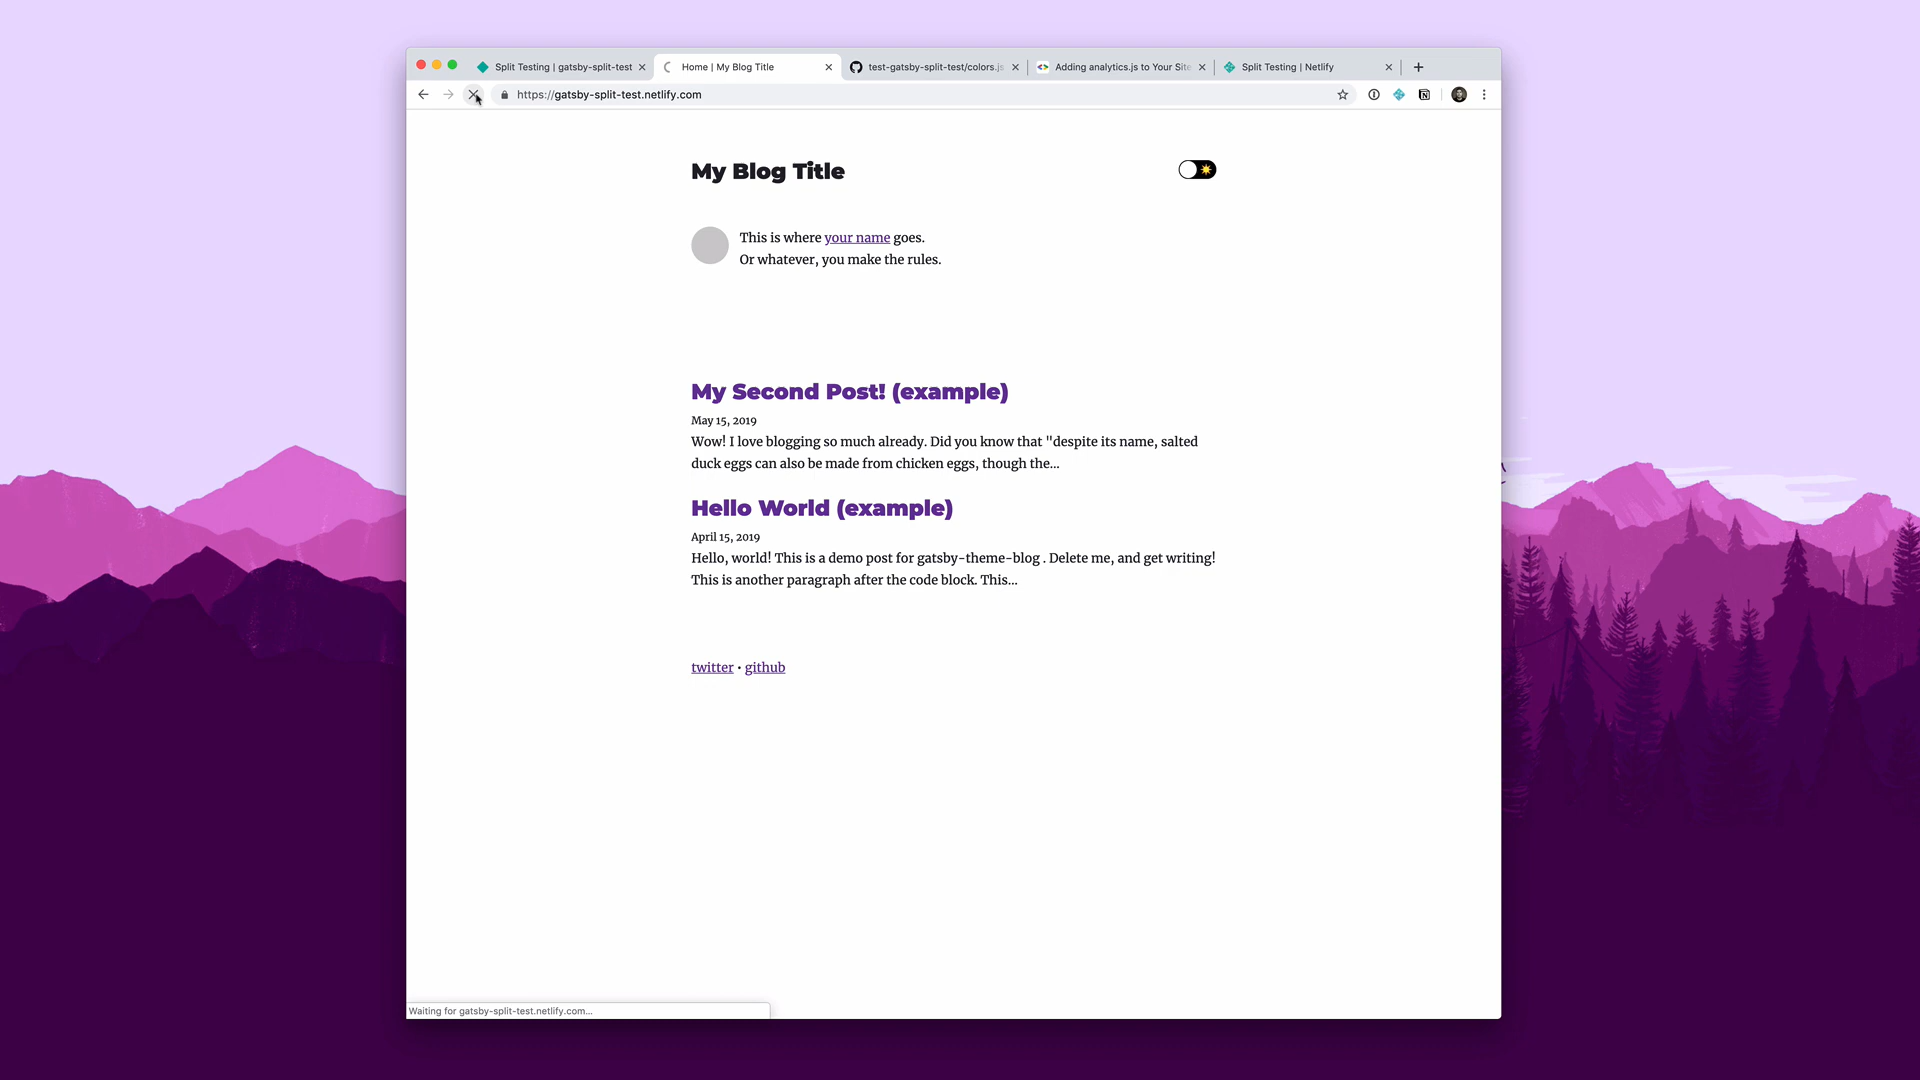 Split Testing | gatsby-split-test
Home | My Blog Title
test-gatsby-split-test/colors.js
Adding analytics.js to Your Site
Split Testing | Netlify
https://gatsby-split-test.netlify.com
My Blog Title
This is where your name goes.
Or whatever, you make the rules.
My Second Post! (example)
May 15, 2019
Wow! I love blogging so much already. Did you know that "despite its name, salted
duck eggs can also be made from chicken eggs, though the…
Hello World (example)
April 15, 2019
Hello, world! This is a demo post for gatsby-theme-blog . Delete me, and get writing!
This is another paragraph after the code block. This…
twitter • github
Waiting for gatsby-split-test.netlify.com...